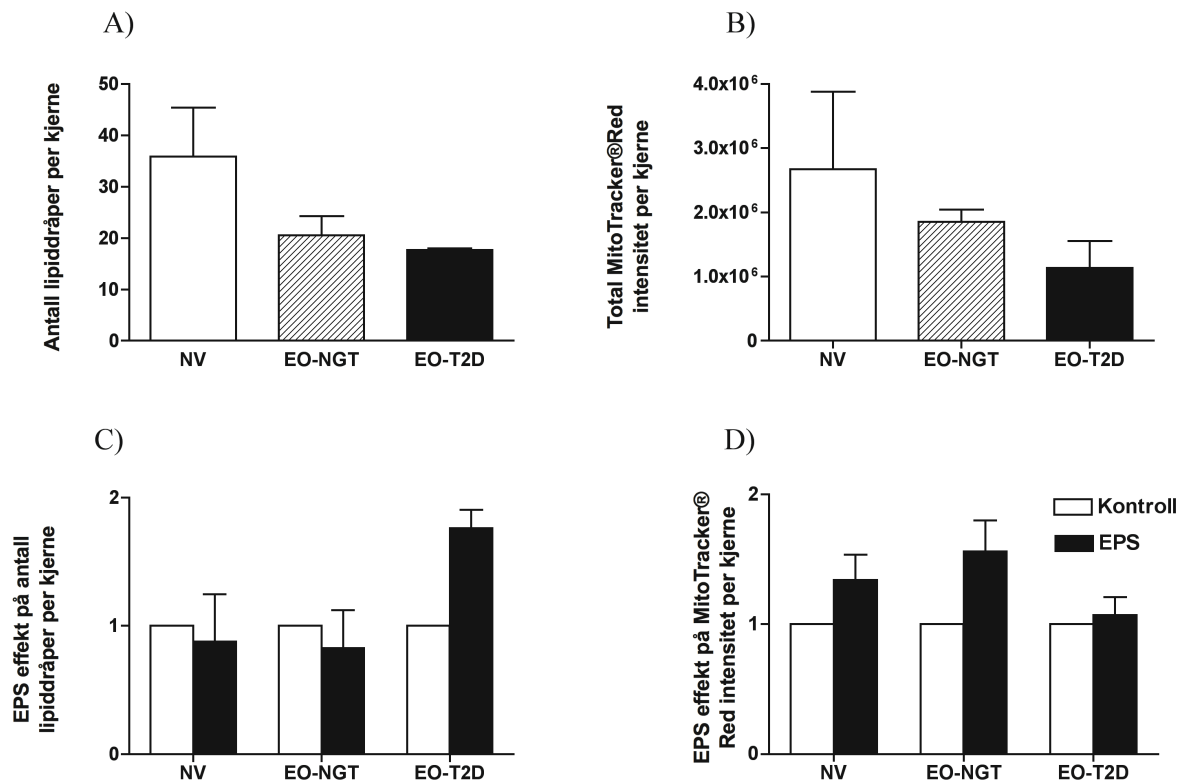 A)
Antall lipiddråper per kjerne
50
40
30
20
10
0
NV
EO-NGT
EO-T2D
B)
Total MitoTracker®Red
intensitet per kjerne
4.0x10⁶
3.0x10⁶
2.0x10⁶
1.0x10⁶
0
NV
EO-NGT
EO-T2D
C)
EPS effekt på antall
lipiddråper per kjerne
2
1
0
NV
EO-NGT
EO-T2D
D)
EPS effekt på MitoTracker®
Red intensitet per kjerne
2
1
0
Kontroll
EPS
NV
EO-NGT
EO-T2D